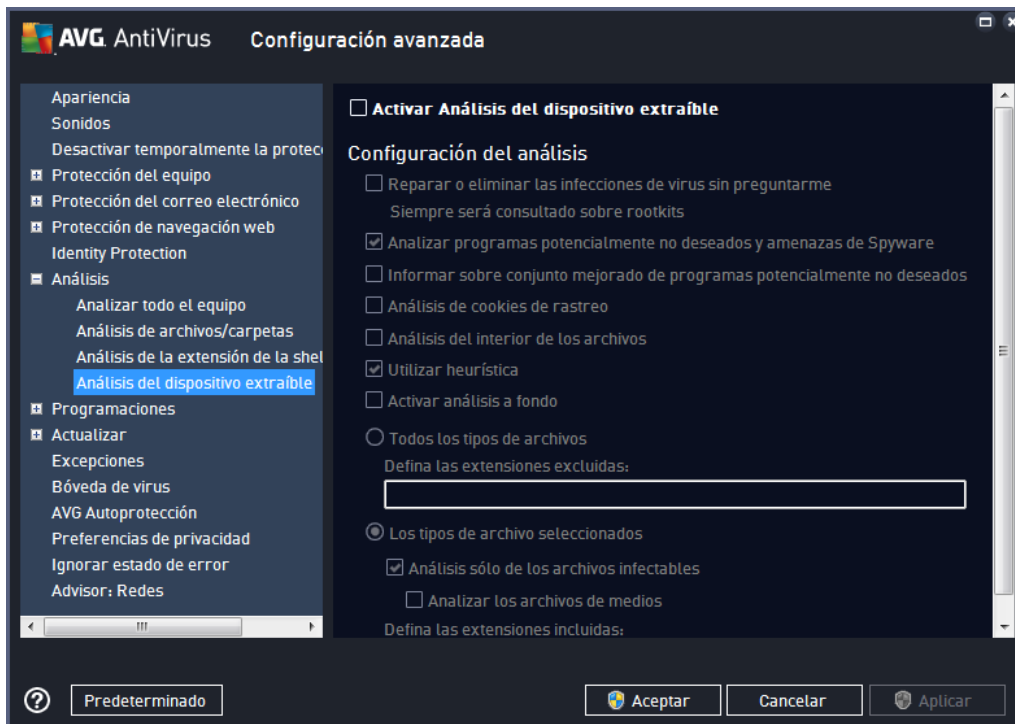 AVG. AntiVirus Configuración avanzada
Apariencia
Sonidos
Desactivar temporalmente la protec
Protección del equipo
Protección del correo electrónico
Protección de navegación web
Identity Protection
Análisis
Analizar todo el equipo
Análisis de archivos/carpetas
Análisis de la extensión de la shel
Análisis del dispositivo extraíble
Programaciones
Actualizar
Excepciones
Bóveda de virus
AVG Autoprotección
Preferencias de privacidad
Ignorar estado de error
Advisor: Redes
Activar Análisis del dispositivo extraíble
Configuración del análisis
Reparar o eliminar las infecciones de virus sin preguntarme
Siempre será consultado sobre rootkits
Analizar programas potencialmente no deseados y amenazas de Spyware
Informar sobre conjunto mejorado de programas potencialmente no deseados
Análisis de cookies de rastreo
Análisis del interior de los archivos
Utilizar heurística
Activar análisis a fondo
Todos los tipos de archivos
Defina las extensiones excluidas:
Los tipos de archivo seleccionados
Análisis sólo de los archivos infectables
Analizar los archivos de medios
Defina las extensiones incluidas:
? Predeterminado Aceptar Cancelar Aplicar